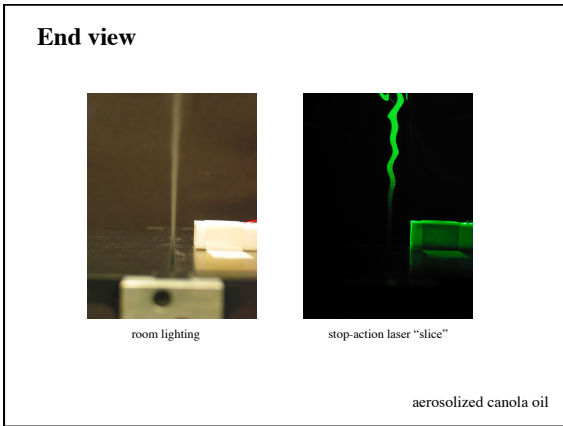 End view
room lighting
stop-action laser “slice”
aerosolized canola oil